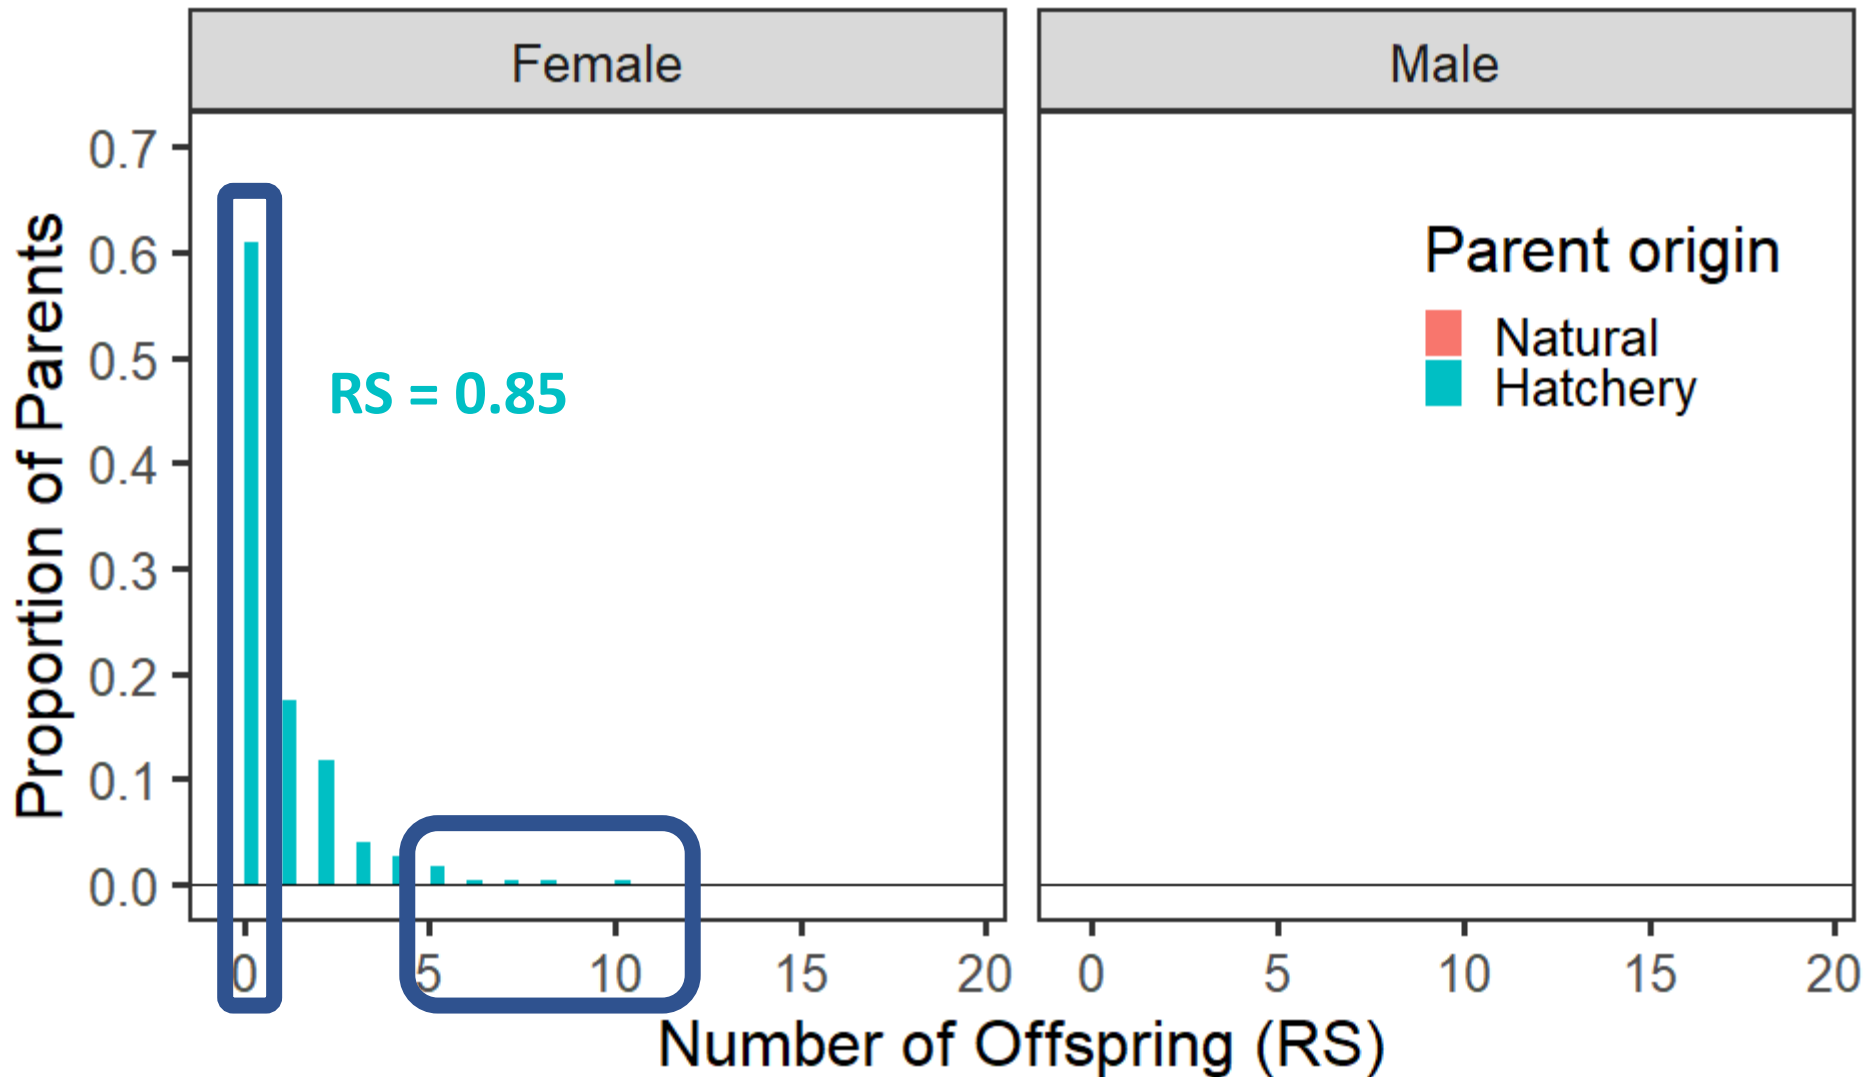 Female
Male
Proportion of Parents
0.7
0.6
0.5
0.4
0.3
0.2
0.1
0.0
RS = 0.85
Parent origin
Natural
Hatchery
0 5 10 15 20
0 5 10 15 20
Number of Offspring (RS)